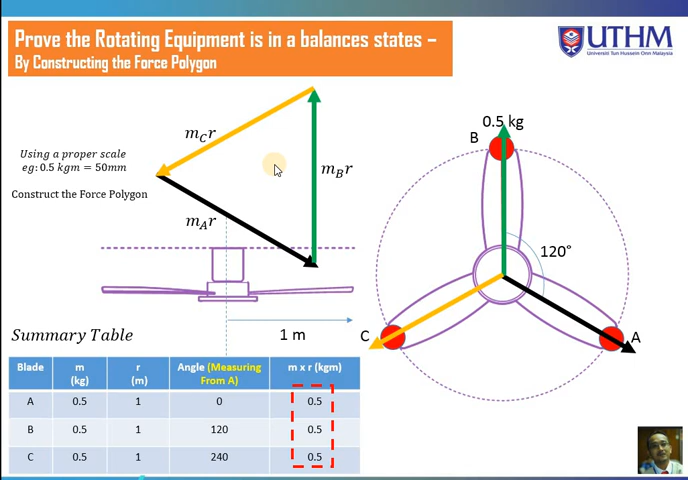 Prove the Rotating Equipment is in a balances states –
By Constructing the Force Polygon
UTHM
Universiti Tun Hussein Onn Malaysia
0.5 kg
B
m_C r
Using a proper scale
eg: 0.5 kgm = 50mm
m_B r
Construct the Force Polygon
m_A r
120°
1 m
C
A
Summary Table
Blade m (kg) r (m) Angle (Measuring From A) m x r (kgm)
A 0.5 1 0 0.5
B 0.5 1 120 0.5
C 0.5 1 240 0.5